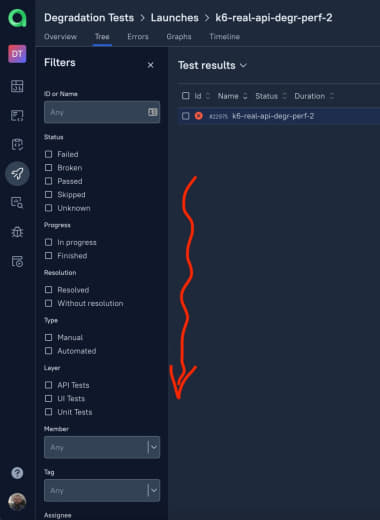 Degradation Tests > Launches > k6-real-api-degr-perf-2
Overview Tree Errors Graphs Timeline
DT
Filters
Test results
ID or Name
Any
Id Name Status Duration
#22975 k6-real-api-degr-perf-2
Status
Failed
Broken
Passed
Skipped
Unknown
Progress
In progress
Finished
Resolution
Resolved
Without resolution
Type
Manual
Automated
Layer
API Tests
UI Tests
Unit Tests
Member
Any
Tag
Any
Assignee